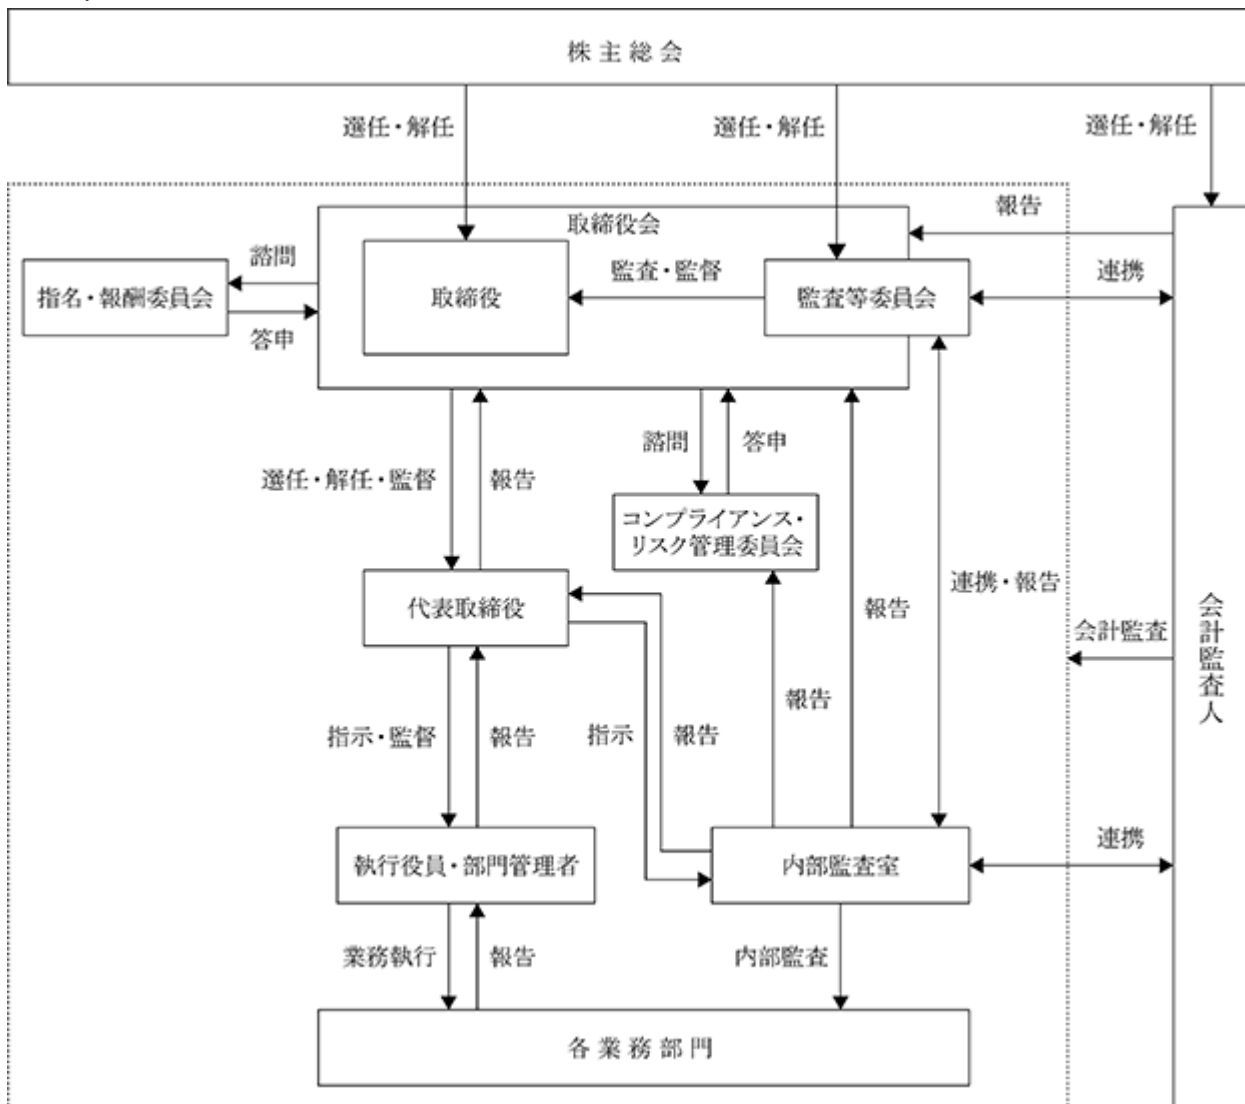 株主総会
選任・解任
選任・解任
選任・解任
取締役会
報告
諮問
監査・監督
連携
指名・報酬委員会
取締役
監査等委員会
答申
選任・解任・監督
報告
諮問
答申
コンプライアンス・
リスク管理委員会
連携・報告
代表取締役
報告
会計監査
会計監査人
報告
指示・監督
報告
指示
報告
執行役員・部門管理者
内部監査室
連携
業務執行
報告
内部監査
各業務部門